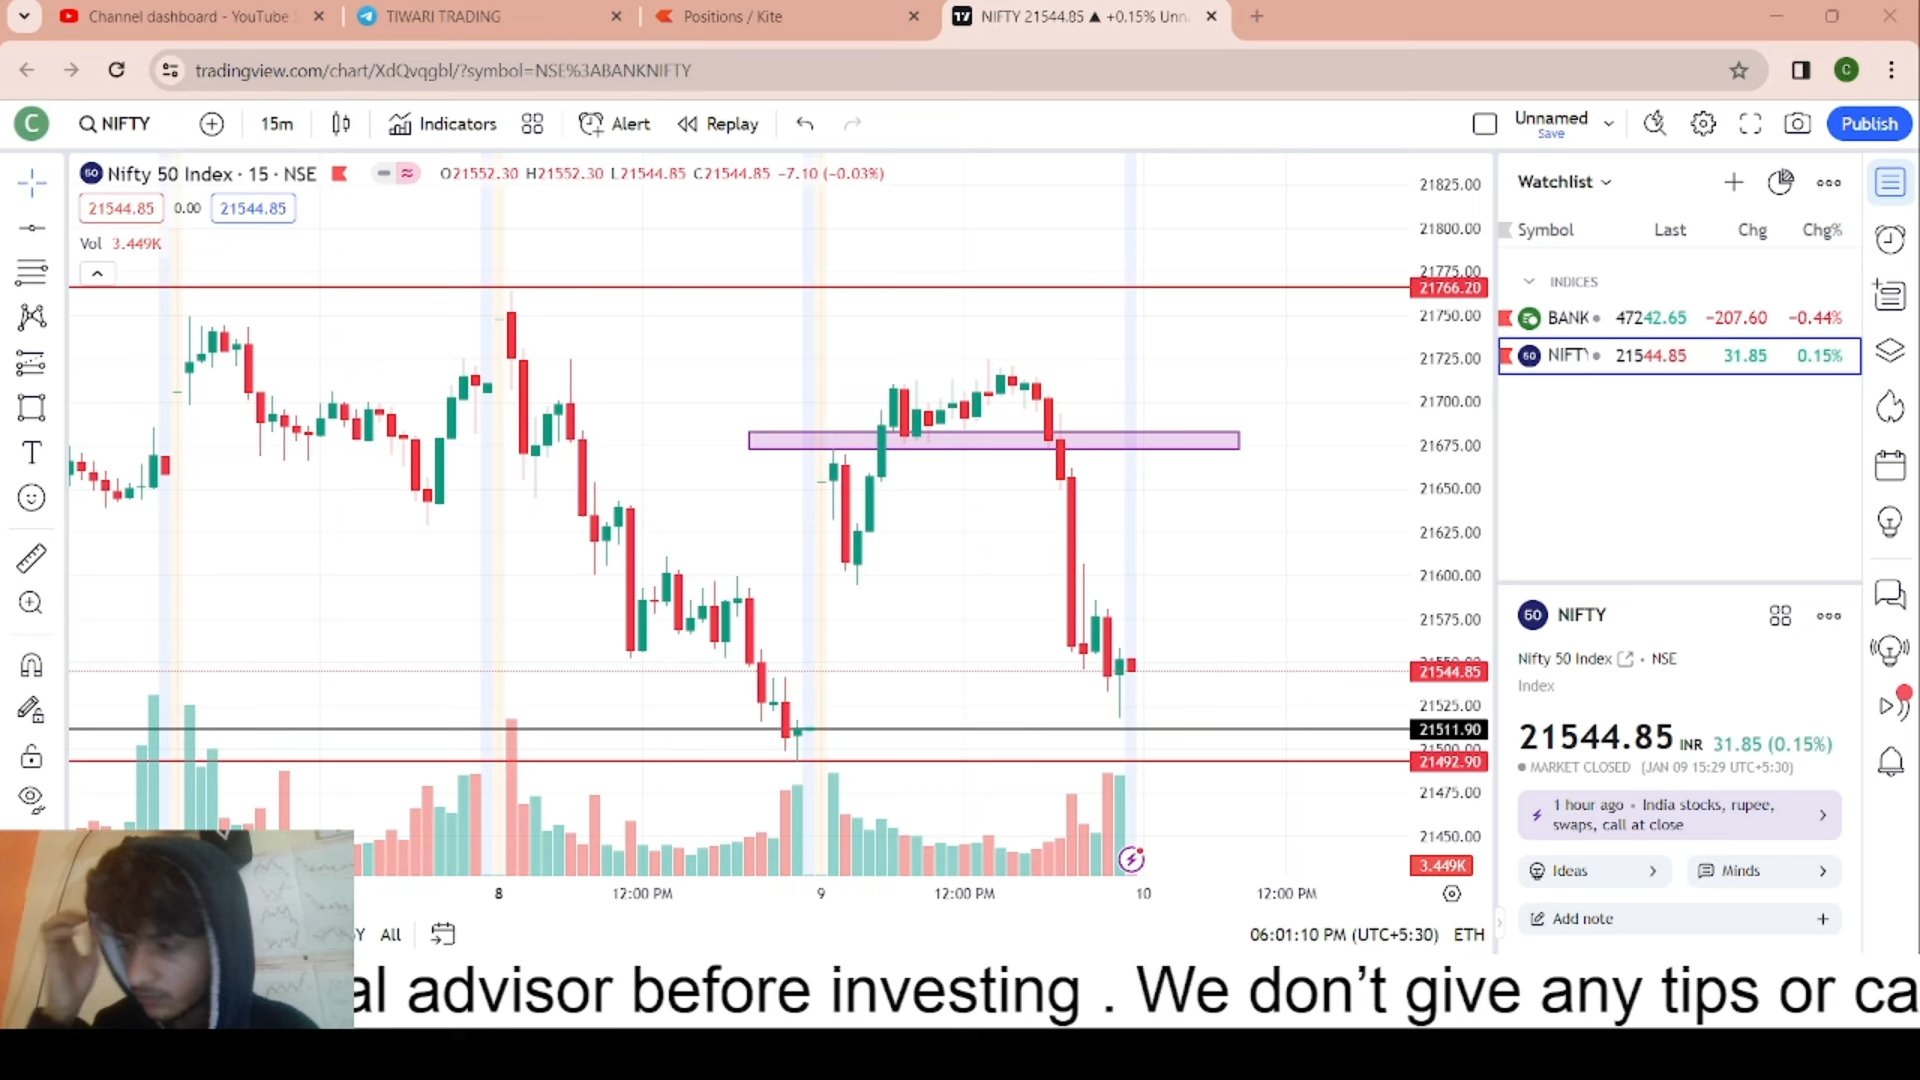 Channel dashboard - YouTube
TIWARI TRADING
Positions / Kite
NIFTY 21544.85 ▲ +0.15% Unn
tradingview.com/chart/XdQvqgbl/?symbol=NSE%3ABANKNIFTY
C
C
NIFTY
15m
Indicators
Alert
Replay
Unnamed
Save
Publish
50 Nifty 50 Index · 15 · NSE
O21552.30 H21552.30 L21544.85 C21544.85 −7.10 (−0.03%)
21544.85 0.00 21544.85
Vol 3.449K
21825.00
21800.00
21775.00
21766.20
21750.00
21725.00
21700.00
21675.00
21650.00
21625.00
21600.00
21575.00
21544.85
21525.00
21511.90
21500.00
21492.90
21475.00
21450.00
3.449K
8 12:00 PM 9 12:00 PM 10 12:00 PM
Y All
06:01:10 PM (UTC+5:30) ETH
Watchlist
Symbol Last Chg Chg%
INDICES
BANK 47242.65 −207.60 −0.44%
50 NIFTY 21544.85 31.85 0.15%
50 NIFTY
Nifty 50 Index · NSE
Index
21544.85 INR 31.85 (0.15%)
MARKET CLOSED (JAN 09 15:29 UTC+5:30)
1 hour ago • India stocks, rupee,
swaps, call at close
Ideas
Minds
Add note
al advisor before investing . We don't give any tips or ca